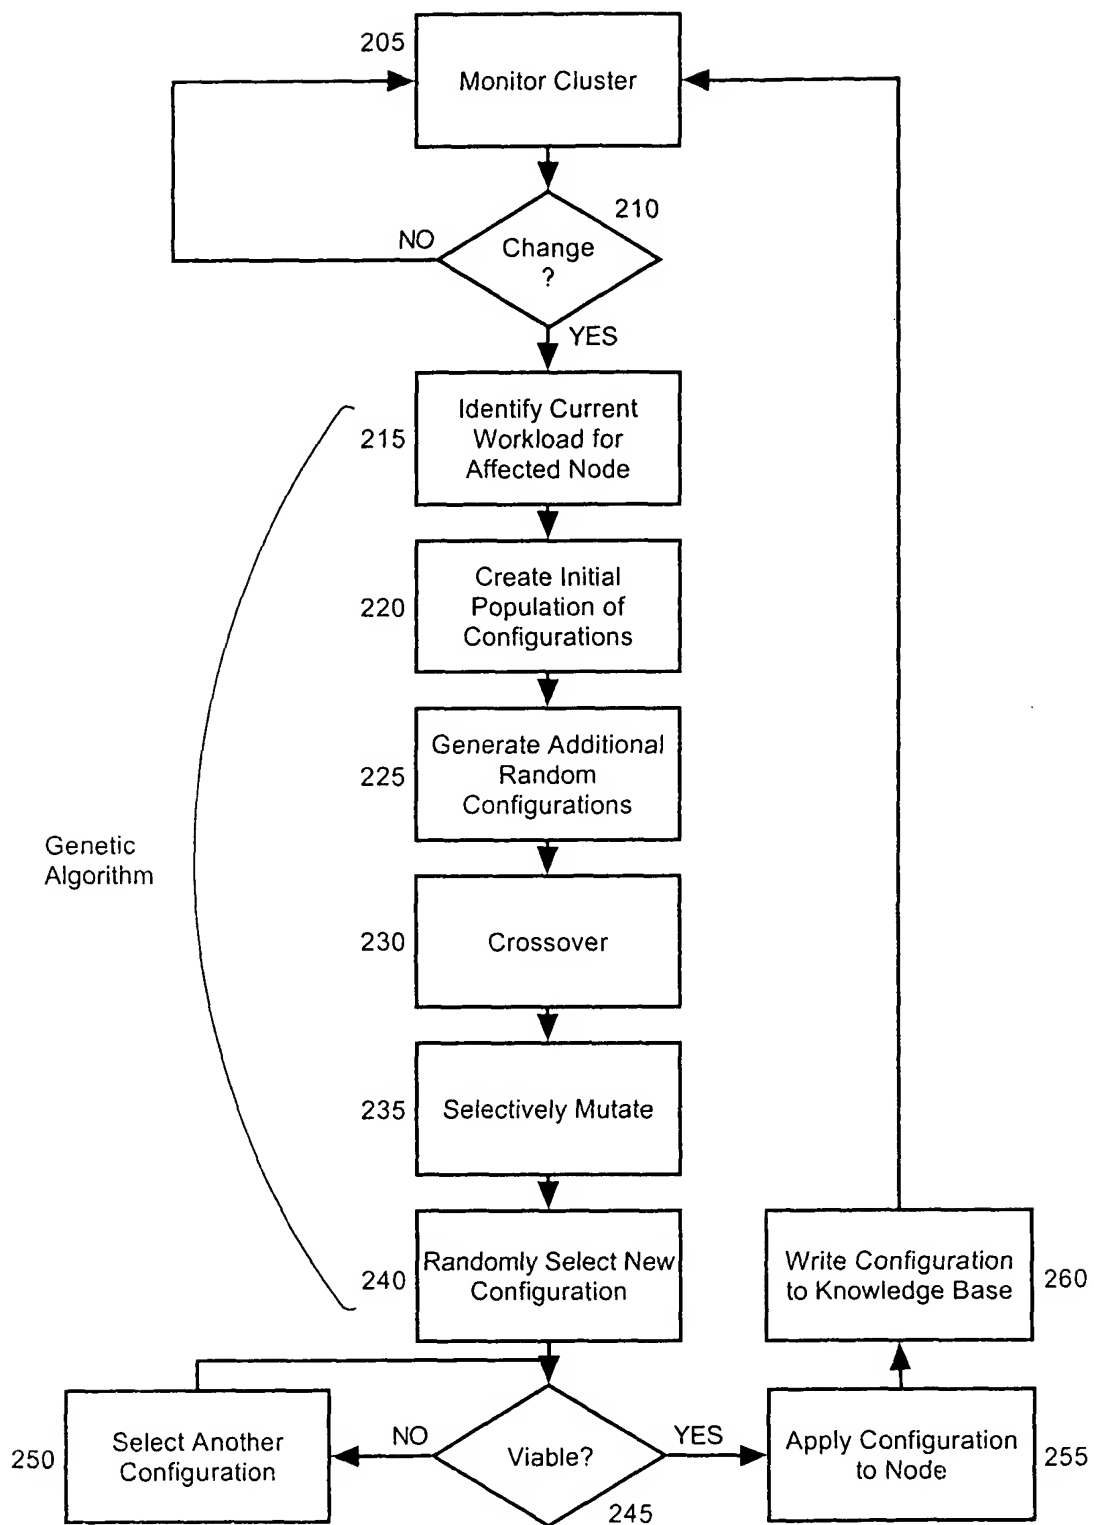 205
Monitor Cluster
210
NO
Change
?
YES
Identify Current
215
Workload for
Affected Node
Create Initial
220
Population of
Configurations
Generate Additional
225
Random
Configurations
Genetic
Algorithm
230
Crossover
235
Selectively Mutate
240
Randomly Select New
Configuration
Write Configuration
to Knowledge Base
260
250
Select Another
Configuration
NO
Viable?
YES
245
Apply Configuration
to Node
255